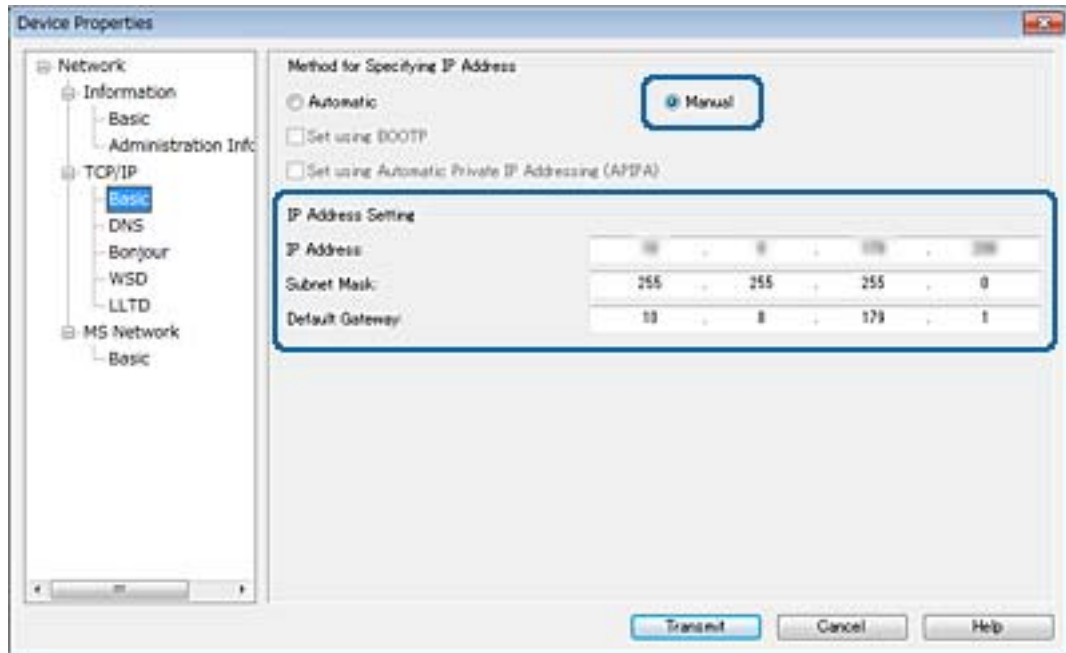 Device Properties
Network
Information
Basic
Administration Info
TCP/IP
Basic
DNS
Bonjour
WSD
LLTD
MS Network
Basic
Method for Specifying IP Address
Automatic
Manual
Set using BOOTP
Set using Automatic Private IP Addressing (APIPA)
IP Address Setting
IP Address
Subnet Mask: 255 . 255 . 255 . 0
Default Gateway: 10 . 8 . 179 . 1
Transmit Cancel Help